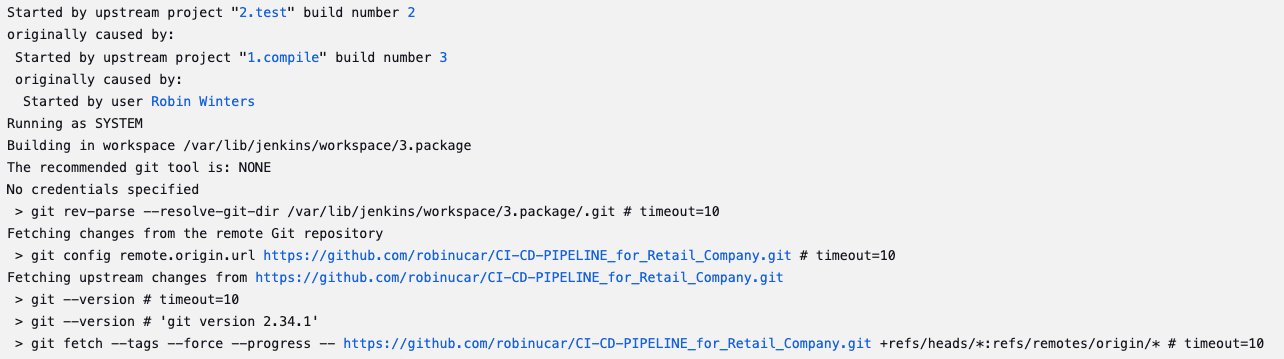 Started by upstream project "2.test" build number 2
originally caused by:
Started by upstream project "1.compile" build number 3
originally caused by:
Started by user Robin Winters
Running as SYSTEM
Building in workspace /var/lib/jenkins/workspace/3.package
The recommended git tool is: NONE
No credentials specified
> git rev-parse --resolve-git-dir /var/lib/jenkins/workspace/3.package/.git # timeout=10
Fetching changes from the remote Git repository
> git config remote.origin.url https://github.com/robinucar/CI-CD-PIPELINE_for_Retail_Company.git # timeout=10
Fetching upstream changes from https://github.com/robinucar/CI-CD-PIPELINE_for_Retail_Company.git
> git --version # timeout=10
> git --version # 'git version 2.34.1'
> git fetch --tags --force --progress -- https://github.com/robinucar/CI-CD-PIPELINE_for_Retail_Company.git +refs/heads/*:refs/remotes/origin/* # timeout=10